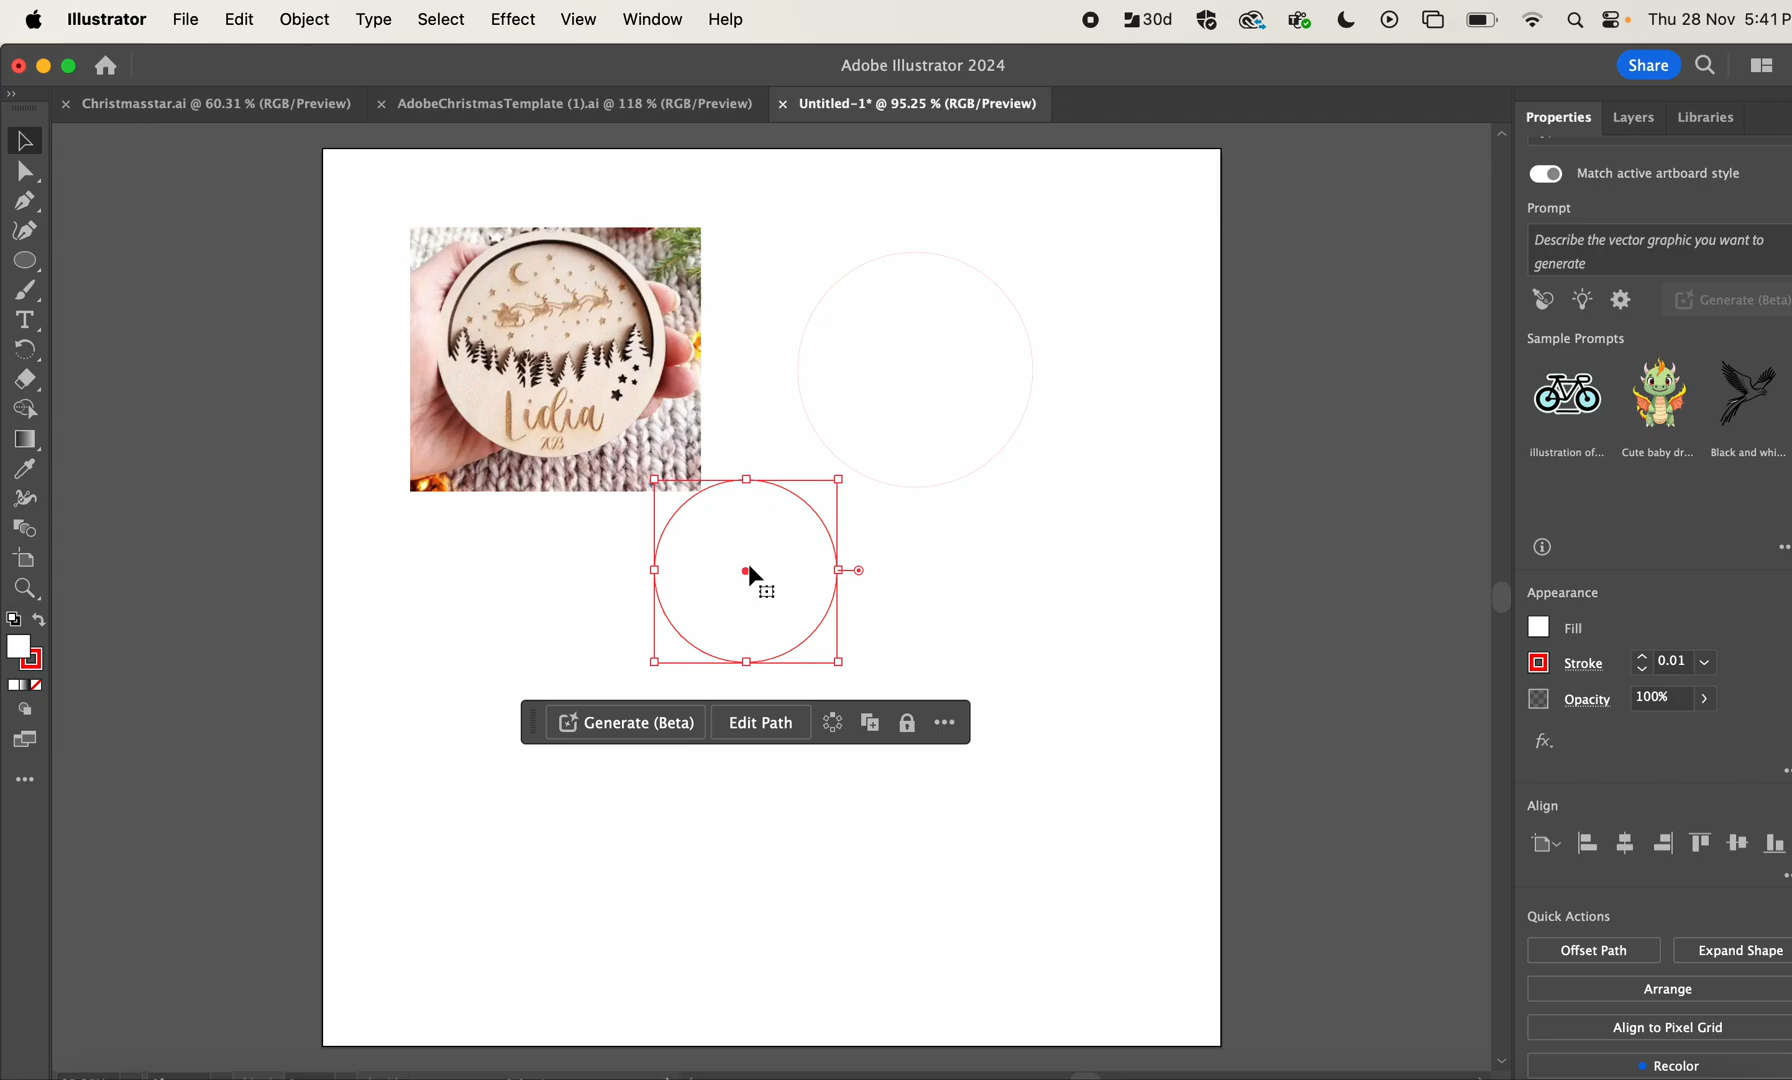 Illustrator File Edit Object Type Select Effect View Window Help 30d Thu 28 Nov 5:41P
Adobe Illustrator 2024 Share
Christmasstar.ai @ 60.31 % (RGB/Preview) AdobeChristmasTemplate (1).ai @ 118 % (RGB/Preview) Untitled-1* @ 95.25 % (RGB/Preview)
Properties Layers Libraries
Match active artboard style
Prompt
Describe the vector graphic you want to
generate
Generate (Beta)
Sample Prompts
illustration of... Cute baby dr... Black and whi...
Lidia
2023
Generate (Beta) Edit Path
Appearance
Fill
Stroke 0.01
Opacity 100%
fx.
Align
Quick Actions
Offset Path Expand Shape
Arrange
Align to Pixel Grid
Recolor